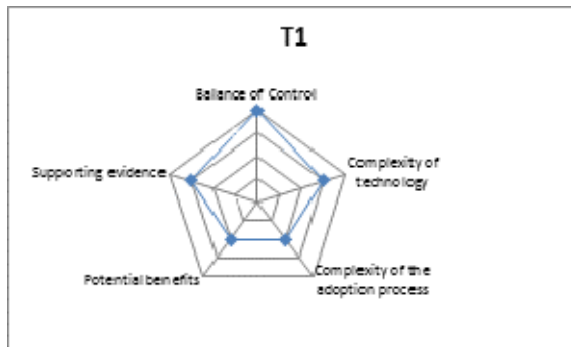 T1
Ballance of Control
Supporting evidence
Complexity of
technology
Potential benefits
Complexity of the
adoption process